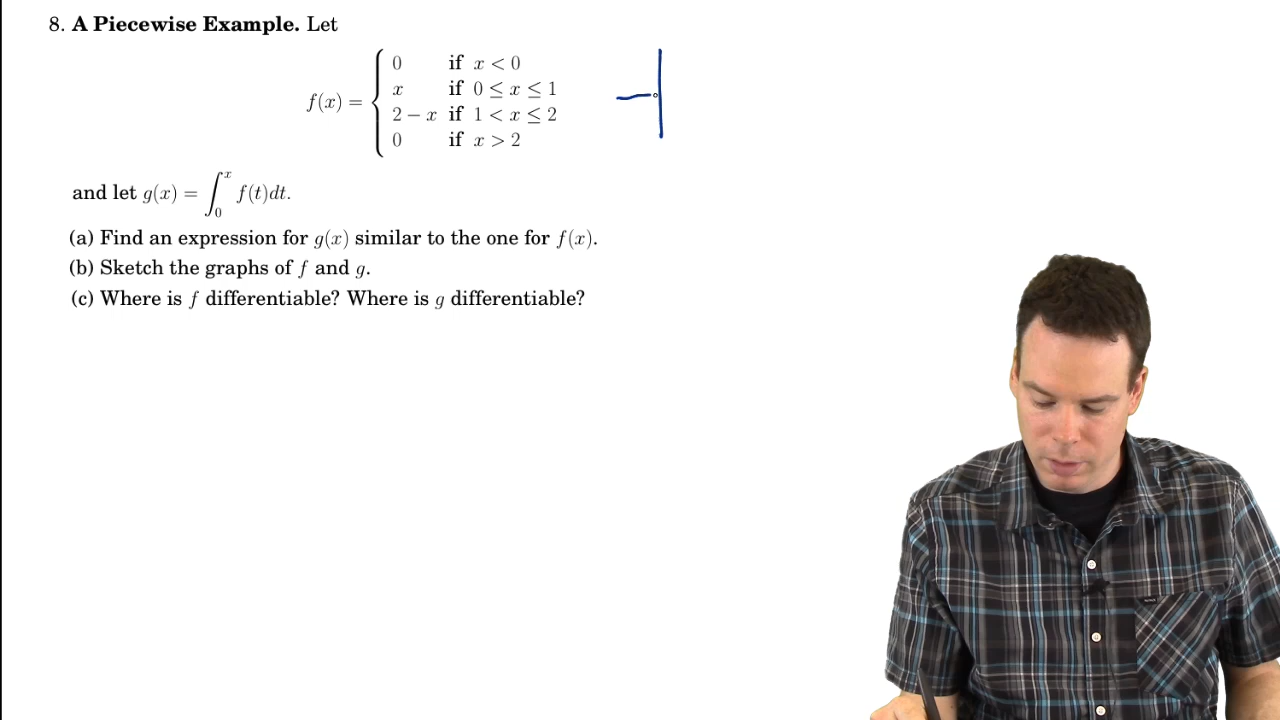 8. A Piecewise Example. Let
f(x) = { 0 if x < 0
x if 0 ≤ x ≤ 1
2 − x if 1 < x ≤ 2
0 if x > 2
and let g(x) = ∫₀ˣ f(t)dt.
(a) Find an expression for g(x) similar to the one for f(x).
(b) Sketch the graphs of f and g.
(c) Where is f differentiable? Where is g differentiable?